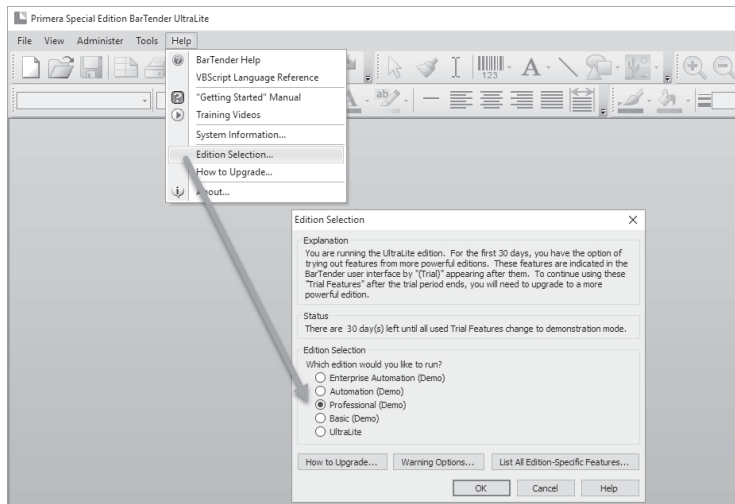 Primera Special Edition BarTender UltraLite
File View Administer Tools Help
BarTender Help
VBScript Language Reference
"Getting Started" Manual
Training Videos
System Information...
Edition Selection...
How to Upgrade...
About...
123
A
ab
Edition Selection
Explanation
You are running the UltraLite edition. For the first 30 days, you have the option of
trying out features from more powerful editions. These features are indicated in the
BarTender user interface by "(Trial)" appearing after them. To continue using these
"Trial Features" after the trial period ends, you will need to upgrade to a more
powerful edition.
Status
There are 30 day(s) left until all used Trial Features change to demonstration mode.
Edition Selection
Which edition would you like to run?
Enterprise Automation (Demo)
Automation (Demo)
Professional (Demo)
Basic (Demo)
UltraLite
How to Upgrade... Warning Options... List All Edition-Specific Features...
OK Cancel Help